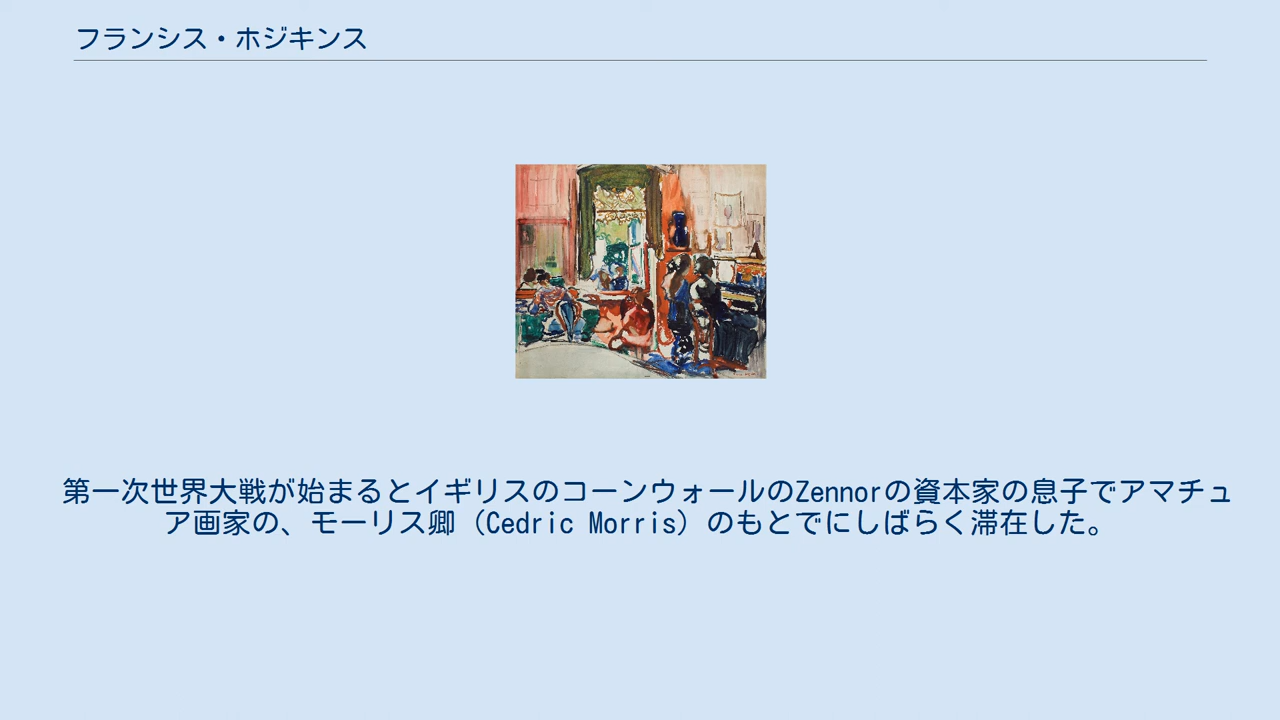 フランシス・ホジキンス
第一次世界大戦が始まるとイギリスのコーンウォールのZennorの資本家の息子でアマチュ
ア画家の、モーリス卿（Cedric Morris）のもとでにしばらく滞在した。